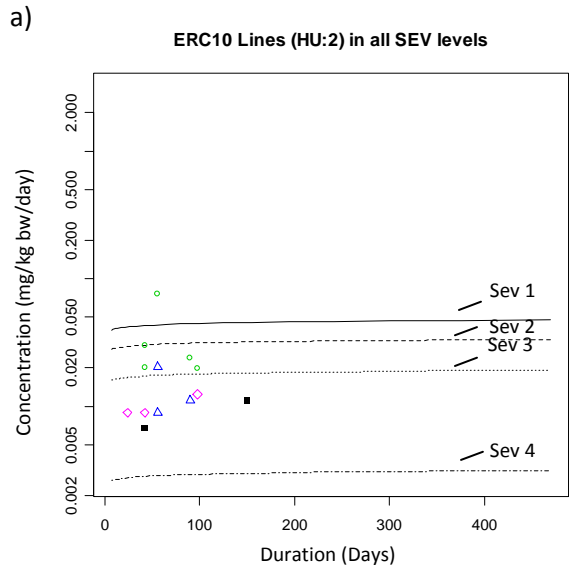 a)
ERC10 Lines (HU:2) in all SEV levels
Concentration (mg/kg bw/day)
2.000
0.500
0.200
0.050
0.020
0.005
0.002
Sev 1
Sev 2
Sev 3
Sev 4
0
100
200
300
400
Duration (Days)